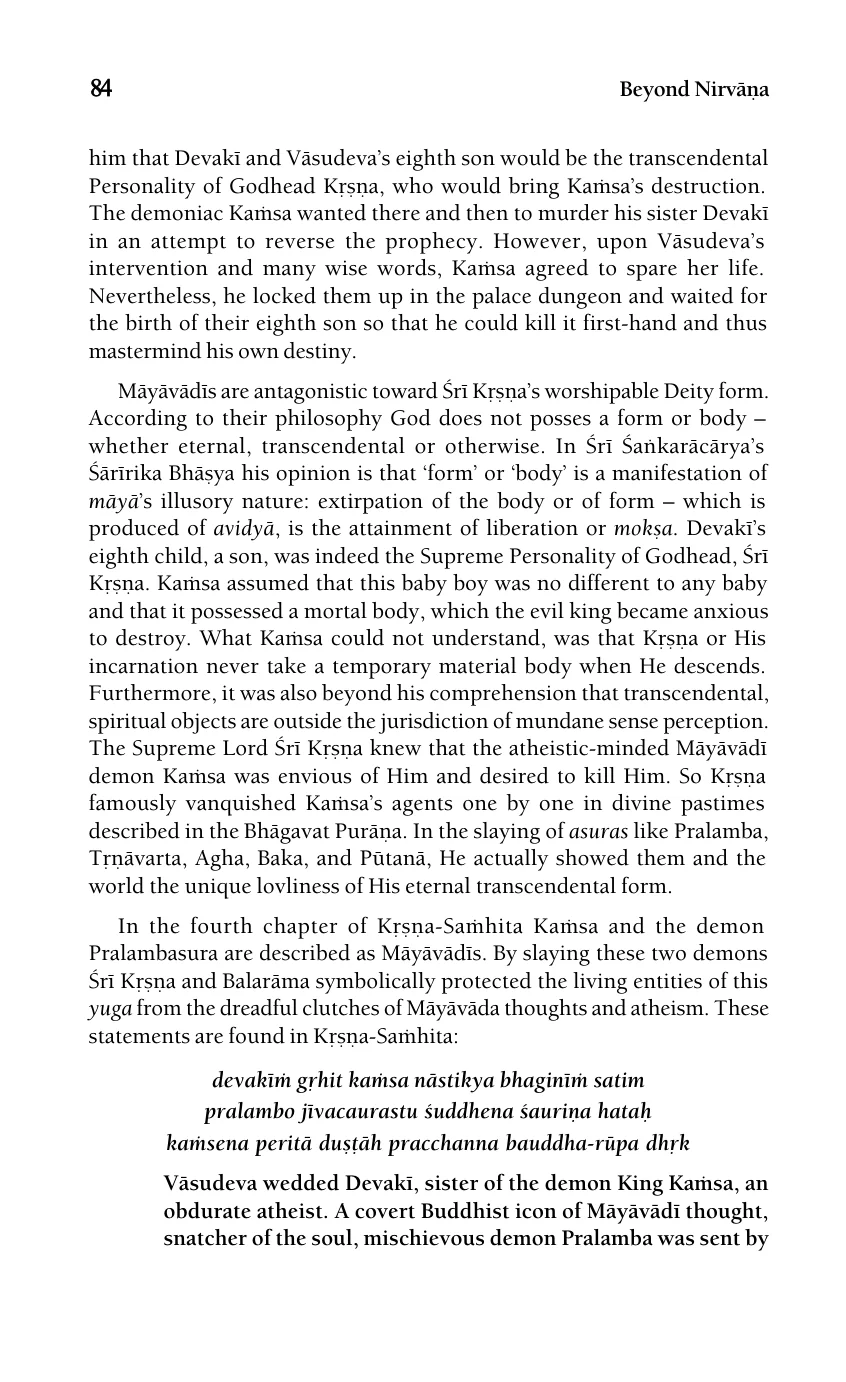 84 Beyond Nirvāṇa
him that Devakī and Vāsudeva’s eighth son would be the transcendental
Personality of Godhead Kṛṣṇa, who would bring Kaṁsa’s destruction.
The demoniac Kaṁsa wanted there and then to murder his sister Devakī
in an attempt to reverse the prophecy. However, upon Vāsudeva’s
intervention and many wise words, Kaṁsa agreed to spare her life.
Nevertheless, he locked them up in the palace dungeon and waited for
the birth of their eighth son so that he could kill it first-hand and thus
mastermind his own destiny.
Māyāvādīs are antagonistic toward Śrī Kṛṣṇa’s worshipable Deity form.
According to their philosophy God does not posses a form or body –
whether eternal, transcendental or otherwise. In Śrī Śaṅkarācārya’s
Śārīrika Bhāṣya his opinion is that ‘form’ or ‘body’ is a manifestation of
māyā’s illusory nature: extirpation of the body or of form – which is
produced of avidyā, is the attainment of liberation or mokṣa. Devakī’s
eighth child, a son, was indeed the Supreme Personality of Godhead, Śrī
Kṛṣṇa. Kaṁsa assumed that this baby boy was no different to any baby
and that it possessed a mortal body, which the evil king became anxious
to destroy. What Kaṁsa could not understand, was that Kṛṣṇa or His
incarnation never take a temporary material body when He descends.
Furthermore, it was also beyond his comprehension that transcendental,
spiritual objects are outside the jurisdiction of mundane sense perception.
The Supreme Lord Śrī Kṛṣṇa knew that the atheistic-minded Māyāvādī
demon Kaṁsa was envious of Him and desired to kill Him. So Kṛṣṇa
famously vanquished Kaṁsa’s agents one by one in divine pastimes
described in the Bhāgavat Purāṇa. In the slaying of asuras like Pralamba,
Tṛṇāvarta, Agha, Baka, and Pūtanā, He actually showed them and the
world the unique lovliness of His eternal transcendental form.
In the fourth chapter of Kṛṣṇa-Saṁhita Kaṁsa and the demon
Pralambasura are described as Māyāvādīs. By slaying these two demons
Śrī Kṛṣṇa and Balarāma symbolically protected the living entities of this
yuga from the dreadful clutches of Māyāvāda thoughts and atheism. These
statements are found in Kṛṣṇa-Saṁhita:
devakīṁ gṛhit kaṁsa nāstikya bhaginīṁ satim
pralambo jīvacaurastu śuddhena śauriṇa hataḥ
kaṁsena peritā duṣṭāh pracchanna bauddha-rūpa dhṛk
Vāsudeva wedded Devakī, sister of the demon King Kaṁsa, an
obdurate atheist. A covert Buddhist icon of Māyāvādī thought,
snatcher of the soul, mischievous demon Pralamba was sent by